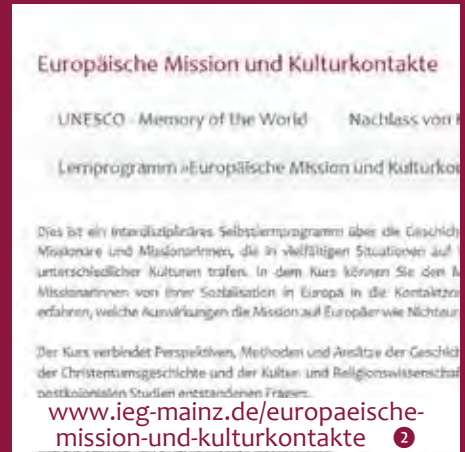 Europäische Mission und Kulturkontakte
UNESCO - Memory of the World Nachlass von
Lernprogramm »Europäische Mission und Kulturkon
Dies ist ein interdisziplinäres Selbstlernprogramm über die Geschich
Missionare und Missionarinnen, die in vielfältigen Situationen auf
unterschiedlicher Kulturen trafen. In dem Kurs können Sie den
Missionarinnen von ihrer Sozialisation in Europa in die Kontaktzon
erfahren, welche Auswirkungen die Mission auf Europäer wie Nichteur
Der Kurs verbindet Perspektiven, Methoden und Ansätze der Geschich
der Christentumsgeschichte und der Kultur- und Religionswissenschaf
postkolonialen Studien entstandenen Fragen.
www.ieg-mainz.de/europaeische-
mission-und-kulturkontakte 2